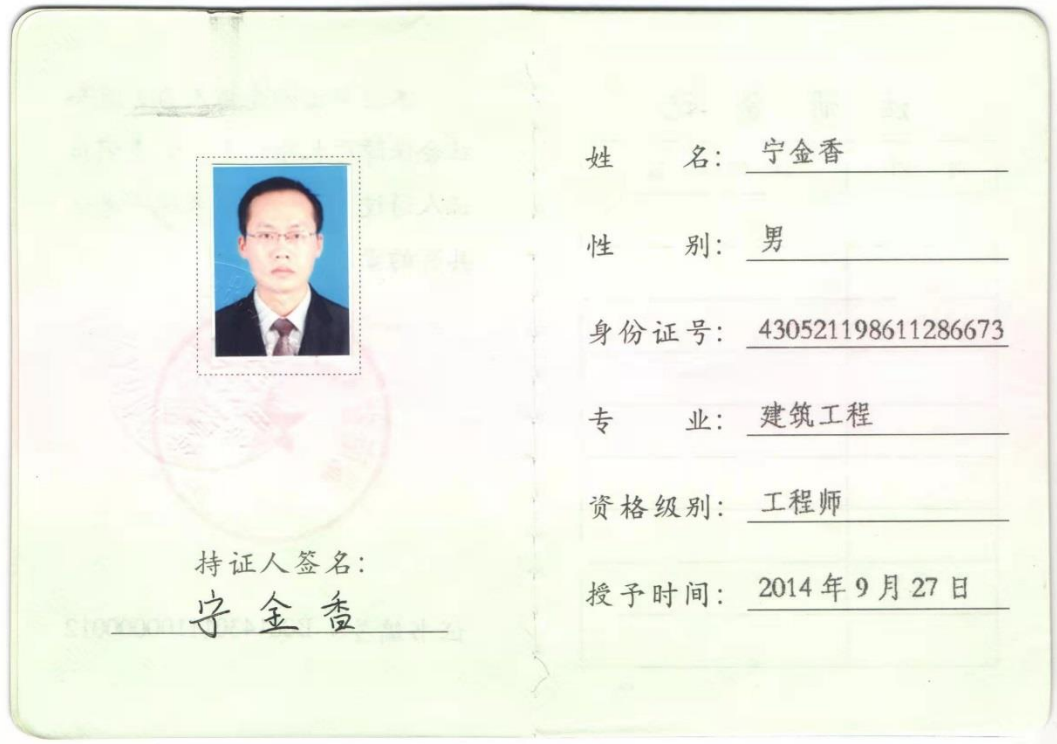 持证人签名：
宁金香
姓 名： 宁金香
性 别： 男
身份证号： 430521198611286673
专 业： 建筑工程
资格级别： 工程师
授予时间： 2014年9月27日